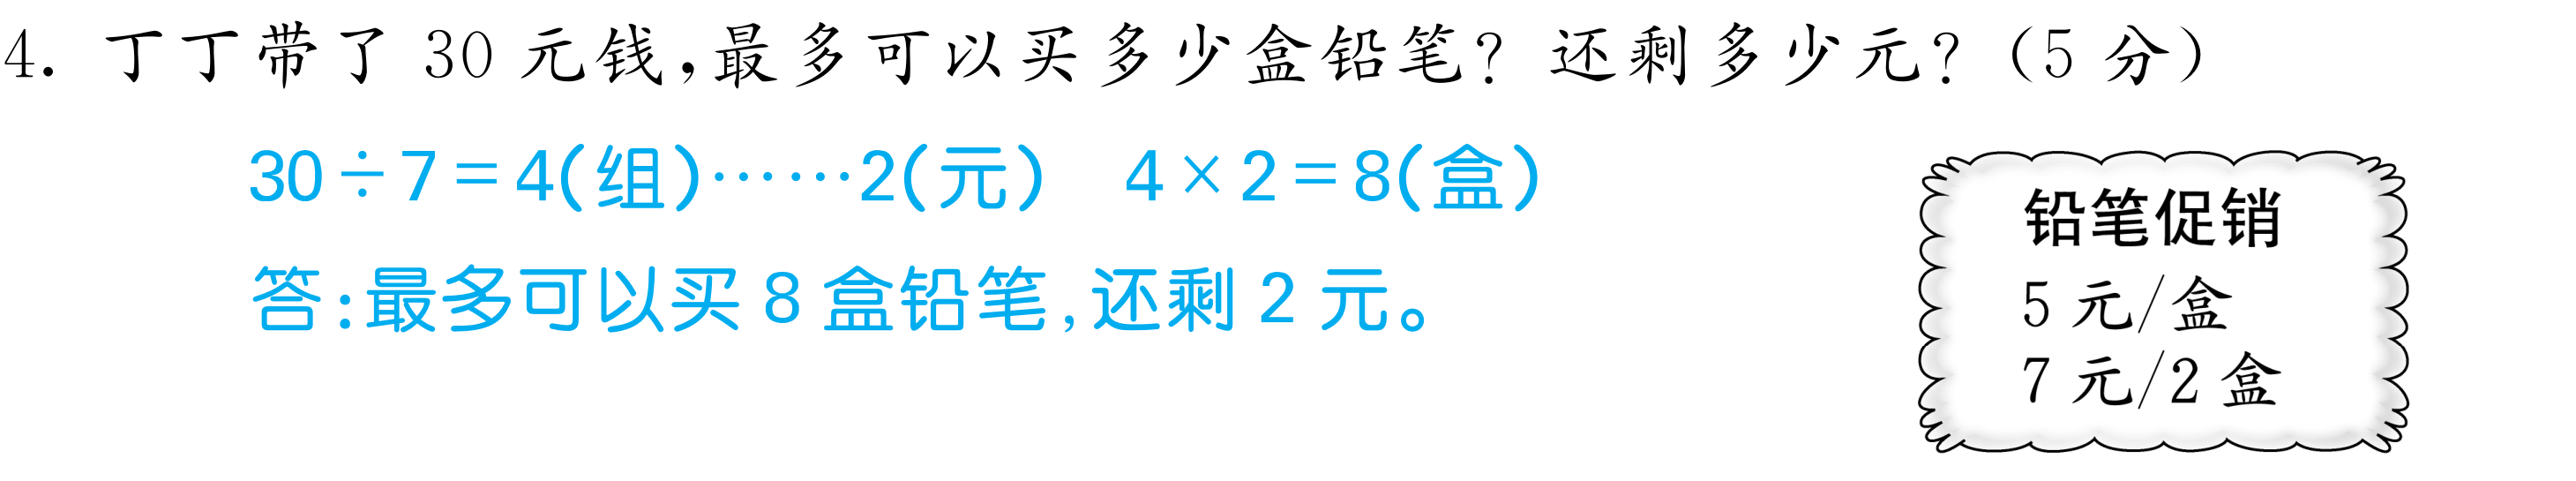 4. 丁丁带了 30 元钱,最多可以买多少盒铅笔? 还剩多少元? (5 分)
30÷7=4(组)……2(元) 4×2=8(盒)
答:最多可以买 8 盒铅笔,还剩 2 元。
铅笔促销
5 元/盒
7 元/2 盒